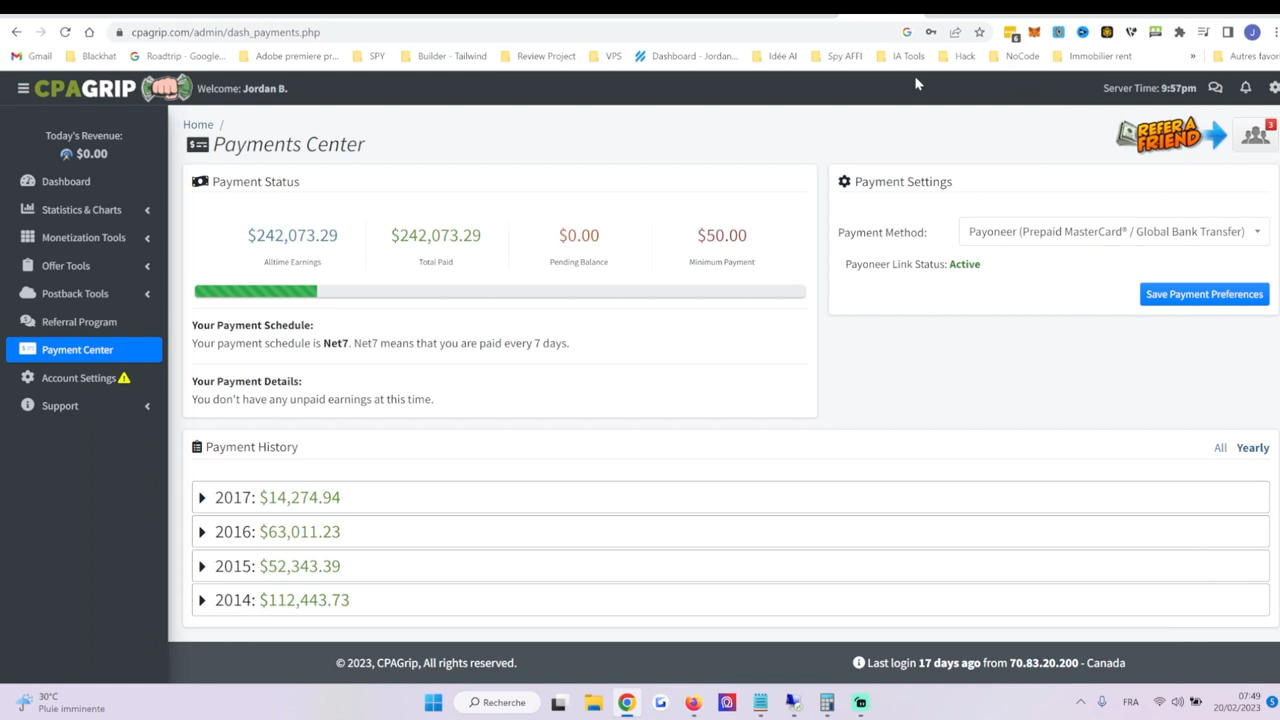 cpagrip.com/admin/dash_payments.php
6
J
Gmail Blackhat Roadtrip - Google... Adobe premiere pr... SPY Builder - Tailwind Review Project VPS Dashboard - Jordan... Idée AI Spy AFFI IA Tools Hack NoCode Immobilier rent » Autres favor
CPAGRIP Welcome: Jordan B. Server Time: 9:57pm
Today's Revenue:
$0.00
Dashboard
Statistics & Charts
Monetization Tools
Offer Tools
Postback Tools
Referral Program
Payment Center
Account Settings
Support
Home /
Payments Center
REFER A FRIEND
3
Payment Status
$242,073.29 $242,073.29 $0.00 $50.00
Alltime Earnings Total Paid Pending Balance Minimum Payment
Your Payment Schedule:
Your payment schedule is Net7. Net7 means that you are paid every 7 days.
Your Payment Details:
You don't have any unpaid earnings at this time.
Payment Settings
Payment Method: Payoneer (Prepaid MasterCard® / Global Bank Transfer)
Payoneer Link Status: Active
Save Payment Preferences
Payment History All Yearly
2017: $14,274.94
2016: $63,011.23
2015: $52,343.39
2014: $112,443.73
© 2023, CPAGrip, All rights reserved. Last login 17 days ago from 70.83.20.200 - Canada
30°C
Pluie imminente
Recherche
FRA
07:49
20/02/2023
5